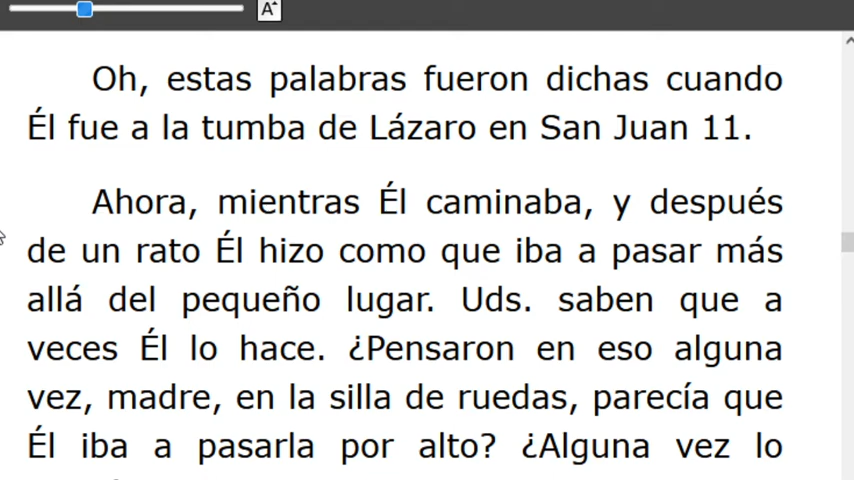 A
Oh, estas palabras fueron dichas cuando
Él fue a la tumba de Lázaro en San Juan 11.
Ahora, mientras Él caminaba, y después
de un rato Él hizo como que iba a pasar más
allá del pequeño lugar. Uds. saben que a
veces Él lo hace. ¿Pensaron en eso alguna
vez, madre, en la silla de ruedas, parecía que
Él iba a pasarla por alto? ¿Alguna vez lo